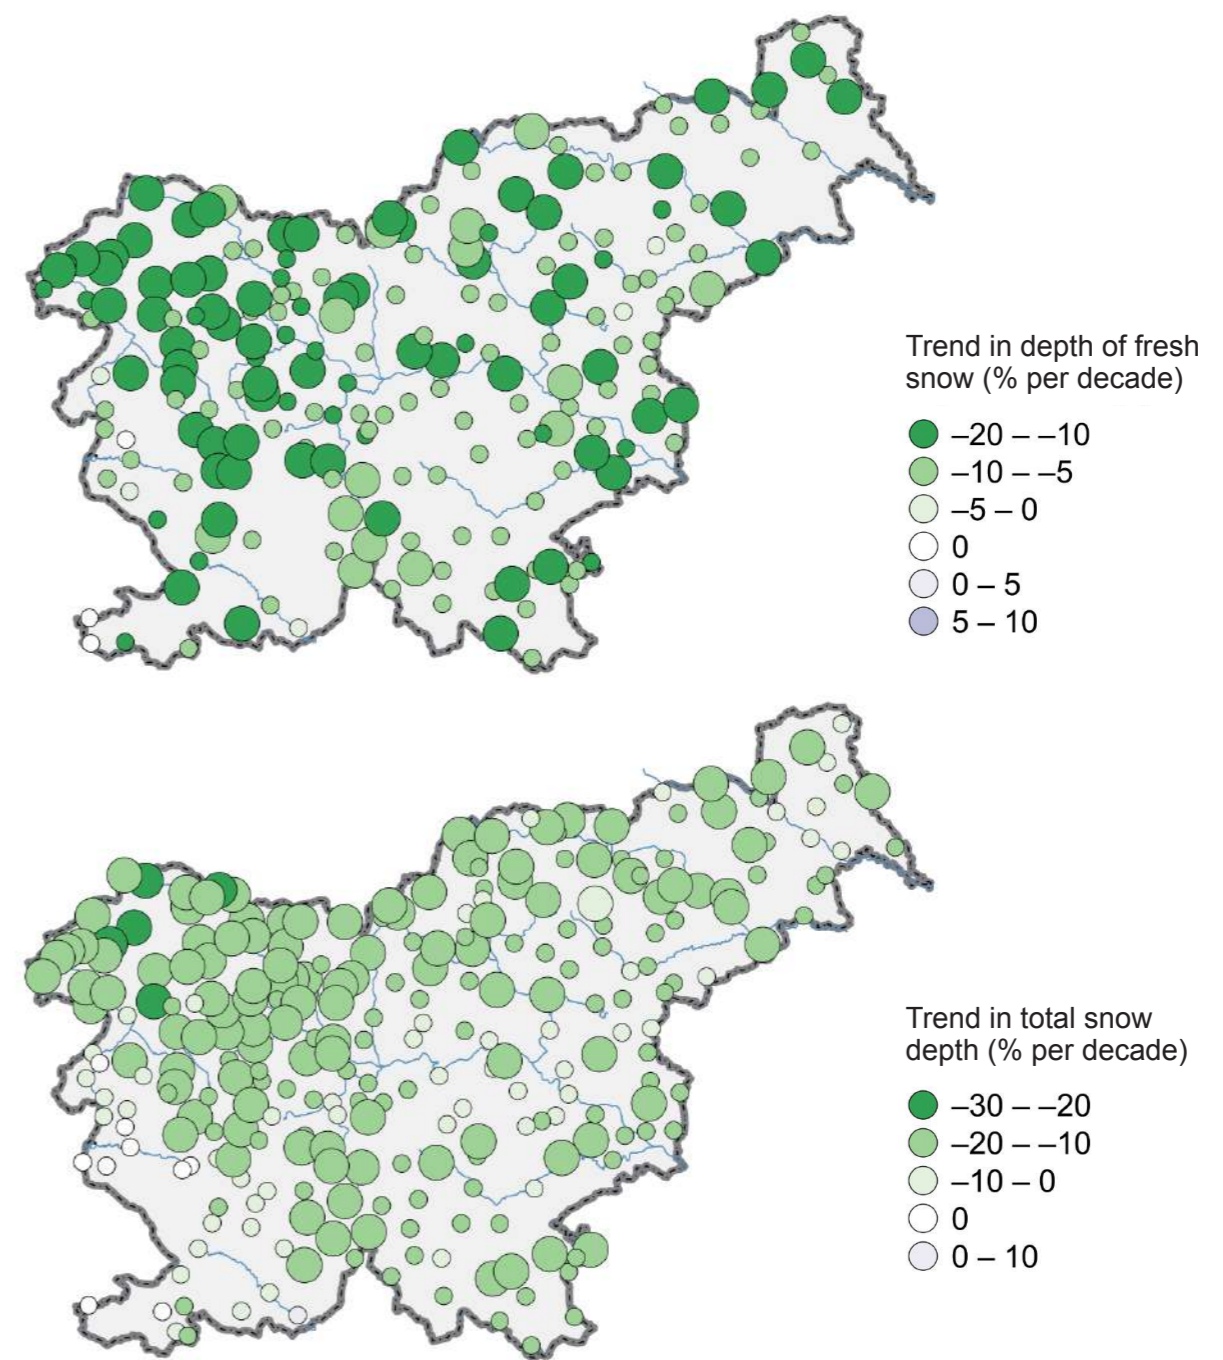 Trend in depth of fresh
snow (% per decade)
–20 – –10
–10 – –5
–5 – 0
0
0 – 5
5 – 10
Trend in total snow
depth (% per decade)
–30 – –20
–20 – –10
–10 – 0
0
0 – 10